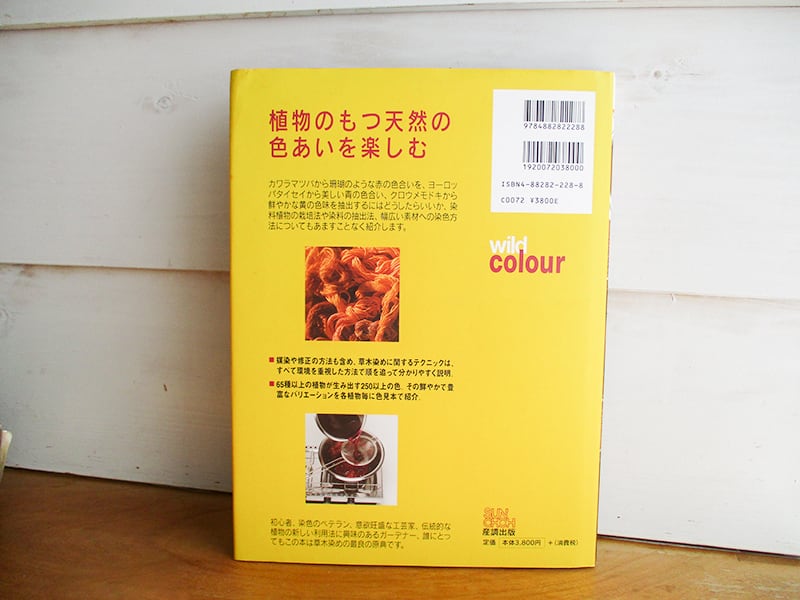 植物のもつ天然の
色あいを楽しむ
カワラマツバから珊瑚のような赤の色合いを、ヨーロッ
パタイセイから美しい青の色合い、クロウメモドキから
鮮やかな黄の色味を抽出するにはどうしたらいいか、染
料植物の栽培法や染料の抽出法、幅広い素材への染色方
法についてもあますことなく紹介します。
■ 媒染や修正の方法も含め、草木染めに関するテクニックは、
すべて環境を重視した方法で順を追って分かりやすく説明.
■ 65種以上の植物が生み出す250以上の色. その鮮やかで豊
富なバリエーションを各植物毎に色見本で紹介.
初心者、染色のベテラン、意欲旺盛な工芸家、伝統的な
植物の新しい利用法に興味のあるガーデナー、誰にとっ
てもこの本は草木染めの最良の原典です。
9784882822288
1920072038000
ISBN4-88282-228-8
C0072 ¥3800E
wild
colour
SUN
CHOH
産調出版
定価 本体3,800円 +(消費税)